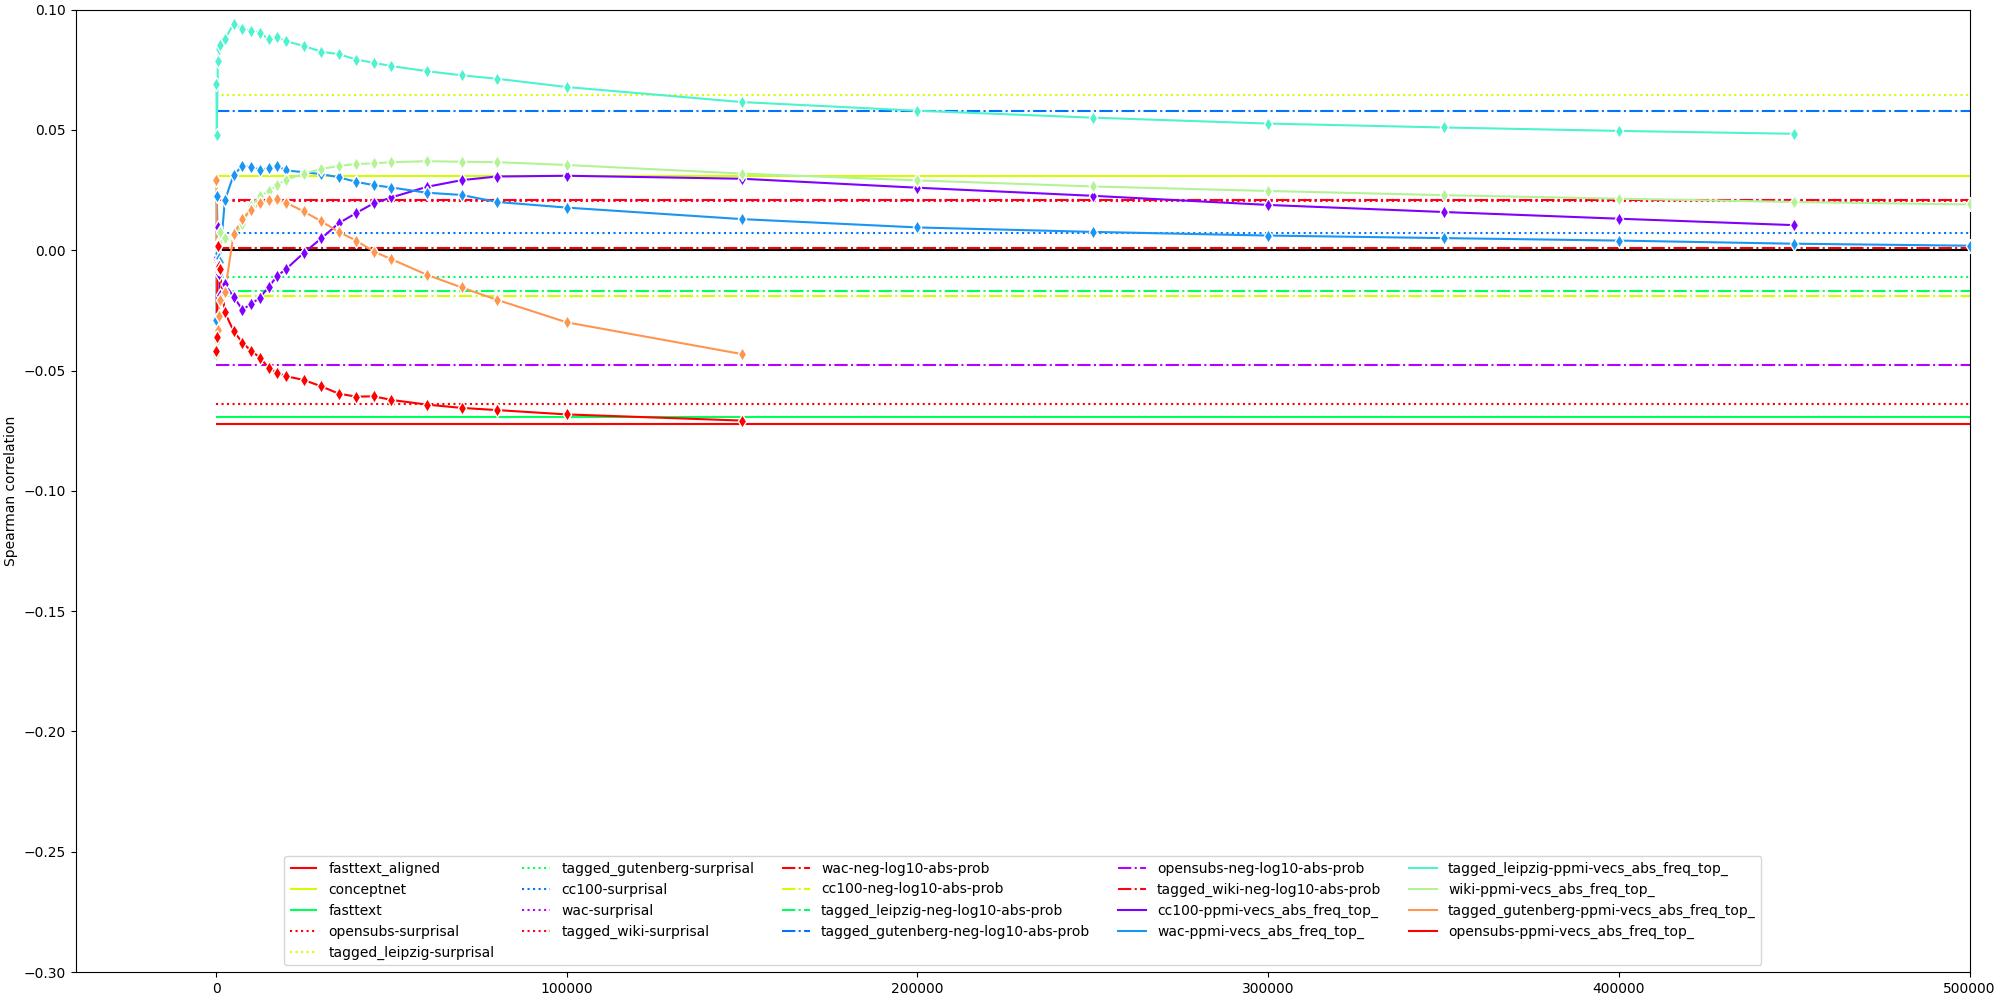 0.10
0.05
0.00
−0.05
−0.10
−0.15
−0.20
−0.25
−0.30
Spearman correlation
fasttext_aligned
conceptnet
fasttext
opensubs-surprisal
tagged_leipzig-surprisal
tagged_gutenberg-surprisal
cc100-surprisal
wac-surprisal
tagged_wiki-surprisal
wac-neg-log10-abs-prob
cc100-neg-log10-abs-prob
tagged_leipzig-neg-log10-abs-prob
tagged_gutenberg-neg-log10-abs-prob
opensubs-neg-log10-abs-prob
tagged_wiki-neg-log10-abs-prob
cc100-ppmi-vecs_abs_freq_top_
wac-ppmi-vecs_abs_freq_top_
tagged_leipzig-ppmi-vecs_abs_freq_top_
wiki-ppmi-vecs_abs_freq_top_
tagged_gutenberg-ppmi-vecs_abs_freq_top_
opensubs-ppmi-vecs_abs_freq_top_
0
100000
200000
300000
400000
500000